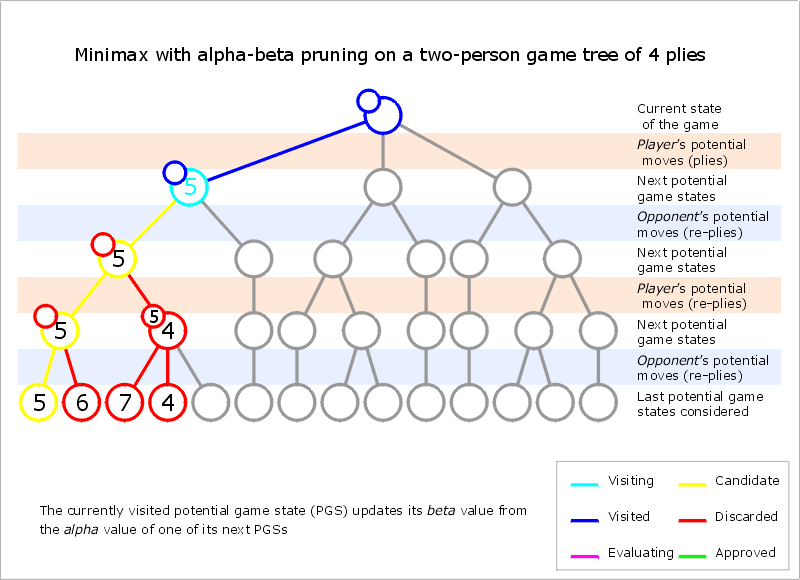 Minimax with alpha-beta pruning on a two-person game tree of 4 plies
Current state
of the game
Player's potential
moves (plies)
5
Next potential
game states
Opponent's potential
moves (re-plies)
5
Next potential
game states
Player's potential
moves (re-plies)
5 5 4
Next potential
game states
Opponent's potential
moves (re-plies)
5 6 7 4
Last potential game
states considered
The currently visited potential game state (PGS) updates its beta value from
the alpha value of one of its next PGSs
Visiting Candidate
Visited Discarded
Evaluating Approved